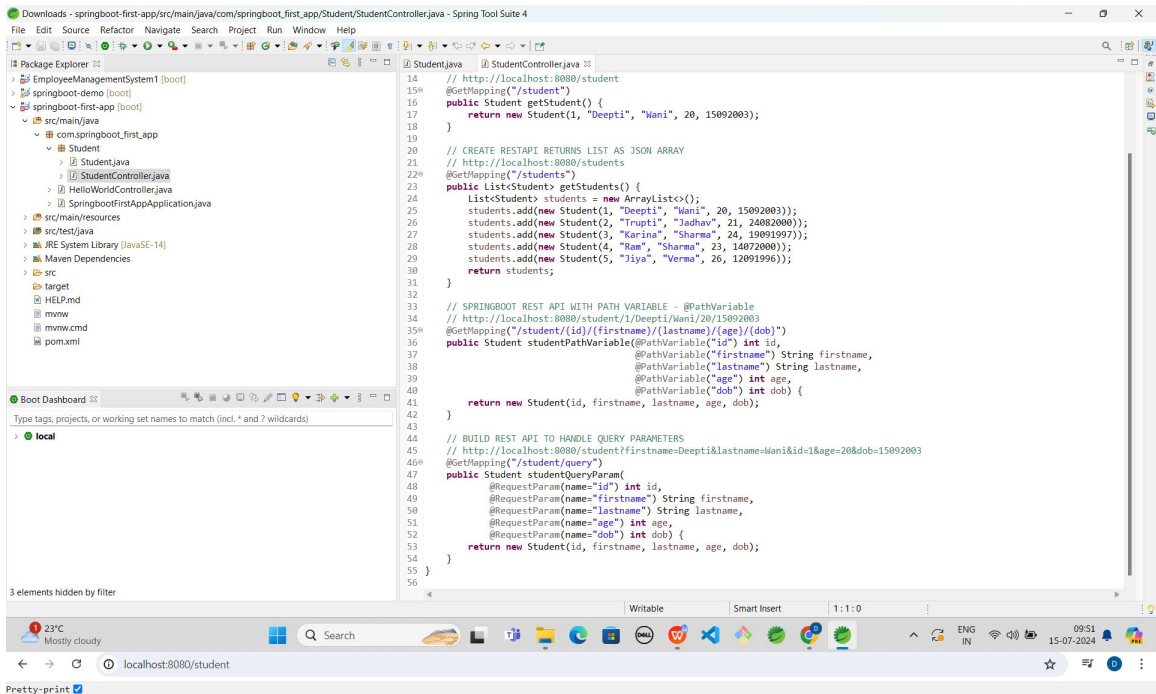 Downloads - springboot-first-app/src/main/java/com/springboot_first_app/Student/StudentController.java - Spring Tool Suite 4
File Edit Source Refactor Navigate Search Project Run Window Help
Package Explorer
EmployeeManagementSystem1 [boot]
springboot-demo [boot]
springboot-first-app [boot]
src/main/java
com.springboot_first_app
Student
Student.java
StudentController.java
HelloWorldController.java
SpringbootFirstAppApplication.java
src/main/resources
src/test/java
JRE System Library [JavaSE-14]
Maven Dependencies
src
target
HELP.md
mvnw
mvnw.cmd
pom.xml
Boot Dashboard
Type tags, projects, or working set names to match (incl. * and ? wildcards)
local
3 elements hidden by filter
Student.java StudentController.java
14 // http://localhost:8080/student
15 @GetMapping("/student")
16 public Student getStudent() {
17 return new Student(1, "Deepti", "Wani", 20, 15092003);
18 }
19
20 // CREATE RESTAPI RETURNS LIST AS JSON ARRAY
21 // http://localhost:8080/students
22 @GetMapping("/students")
23 public List<Student> getStudents() {
24 List<Student> students = new ArrayList<>();
25 students.add(new Student(1, "Deepti", "Wani", 20, 15092003));
26 students.add(new Student(2, "Trupti", "Jadhav", 21, 24082000));
27 students.add(new Student(3, "Karina", "Sharma", 24, 19091997));
28 students.add(new Student(4, "Ram", "Sharma", 23, 14072000));
29 students.add(new Student(5, "Jiya", "Verma", 26, 12091996));
30 return students;
31 }
32
33 // SPRINGBOOT REST API WITH PATH VARIABLE - @PathVariable
34 // http://localhost:8080/student/1/Deepti/Wani/20/15092003
35 @GetMapping("/student/{id}/{firstname}/{lastname}/{age}/{dob}")
36 public Student studentPathVariable(@PathVariable("id") int id,
37 @PathVariable("firstname") String firstname,
38 @PathVariable("lastname") String lastname,
39 @PathVariable("age") int age,
40 @PathVariable("dob") int dob) {
41 return new Student(id, firstname, lastname, age, dob);
42 }
43
44 // BUILD REST API TO HANDLE QUERY PARAMETERS
45 // http://localhost:8080/student?firstname=Deepti&lastname=Wani&id=1&age=20&dob=15092003
46 @GetMapping("/student/query")
47 public Student studentQueryParam(
48 @RequestParam(name="id") int id,
49 @RequestParam(name="firstname") String firstname,
50 @RequestParam(name="lastname") String lastname,
51 @RequestParam(name="age") int age,
52 @RequestParam(name="dob") int dob) {
53 return new Student(id, firstname, lastname, age, dob);
54 }
55 }
56
Writable Smart Insert 1 : 1 : 0
1
23°C
Mostly cloudy
Search
DELL
PRE
ENG
IN
09:51
15-07-2024
localhost:8080/student
D
Pretty-print